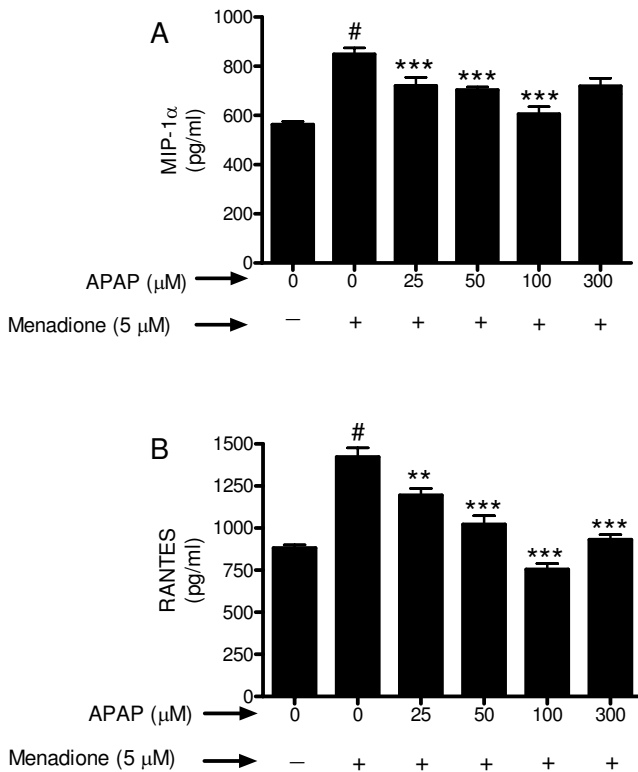 A
MIP-1α
(pg/ml)
1000
800
600
400
200
0
#
***
***
***
APAP (μM)
0 0 25 50 100 300
Menadione (5 μM)
– + + + + +
B
RANTES
(pg/ml)
1500
1250
1000
750
500
250
0
#
**
***
***
***
APAP (μM)
0 0 25 50 100 300
Menadione (5 μM)
– + + + + +